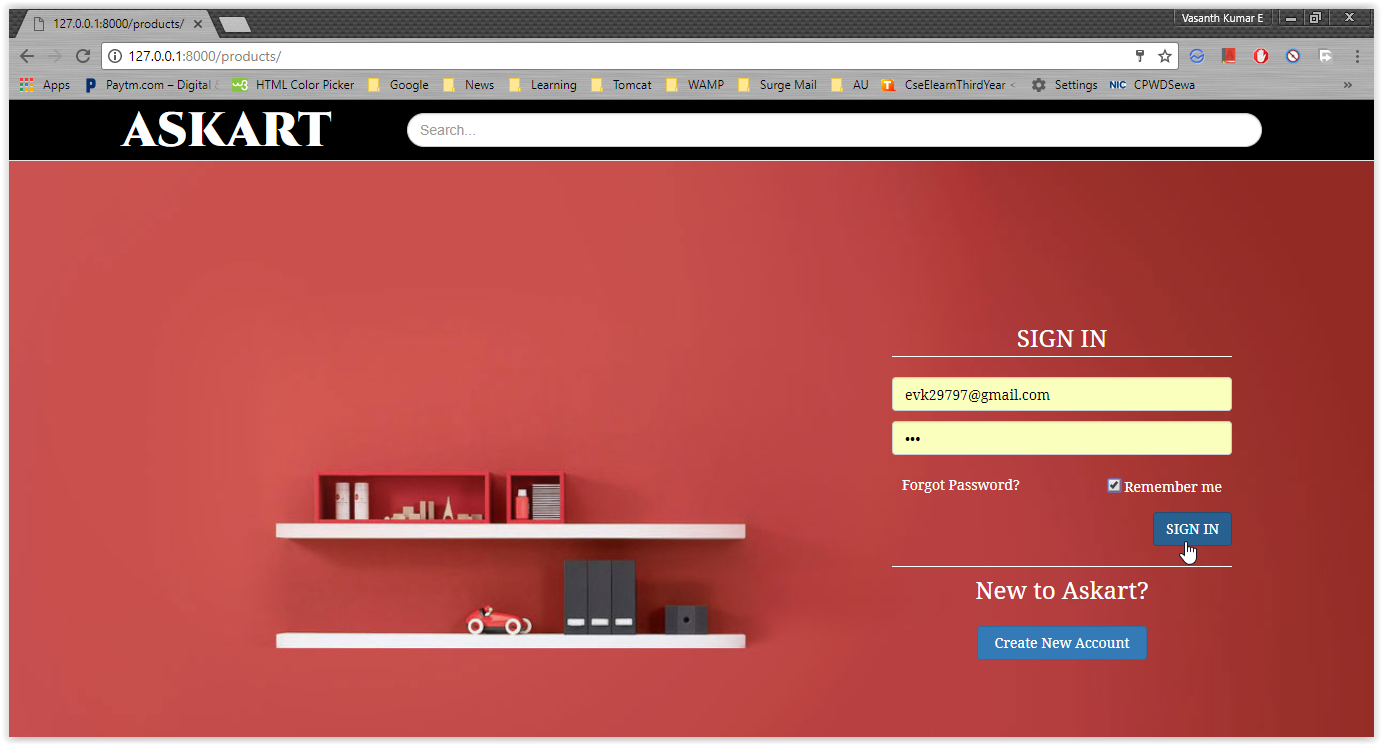 127.0.0.1:8000/products/
Vasanth Kumar E
127.0.0.1:8000/products/
Apps Paytm.com – Digital HTML Color Picker Google News Learning Tomcat WAMP Surge Mail AU CseElearnThirdYear < Settings NIC CPWDSewa »
ASKART
Search...
SIGN IN
evk29797@gmail.com
•••
Forgot Password? Remember me
SIGN IN
New to Askart?
Create New Account